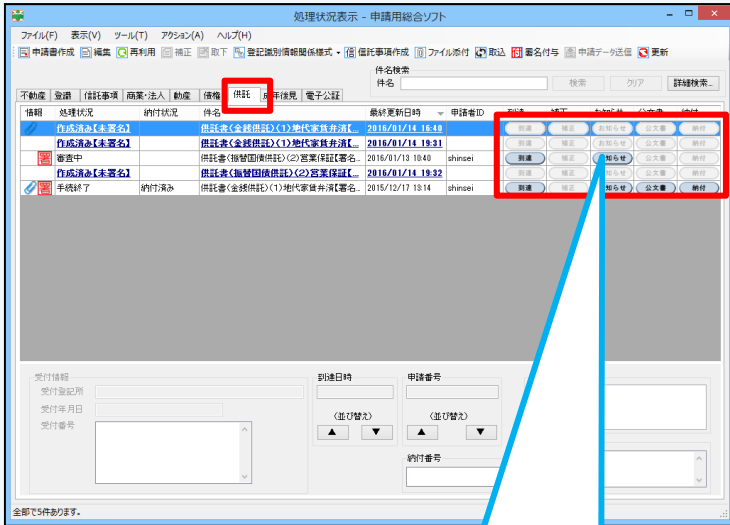 処理状況表示 - 申請用総合ソフト
ファイル(F) 表示(V) ツール(T) アクション(A) ヘルプ(H)
申請書作成 編集 再利用 補正 取下 登記識別情報関係様式 信託事項作成 ファイル添付 取込 署名付与 申請データ送信 更新
件名検索
件名 検索 クリア 詳細検索...
不動産 登識 信託事項 商業・法人 動産 債権 供託 成年後見 電子公証
情報 処理状況 納付状況 件名 最終更新日時 申請者ID 到達 補正 お知らせ 公文書 納付
作成済み【未署名】 供託書(金銭供託)(1)地代家賃弁済【... 2016/01/14 16:40 到達 補正 お知らせ 公文書 納付
作成済み【未署名】 供託書(金銭供託)(1)地代家賃弁済【... 2016/01/14 19:31 到達 補正 お知らせ 公文書 納付
署 審査中 供託書(振替国債供託)(2)営業保証【署名... 2016/01/13 10:40 shinsei 到達 補正 お知らせ 公文書 納付
作成済み【未署名】 供託書(振替国債供託)(2)営業保証【... 2016/01/14 19:32 到達 補正 お知らせ 公文書 納付
署 手続終了 納付済み 供託書(金銭供託)(1)地代家賃弁済【署名... 2015/12/17 13:14 shinsei 到達 補正 お知らせ 公文書 納付
受付情報 到達日時 申請番号
受付登記所
受付年月日
受付番号 (並び替え) (並び替え)
▲ ▼ ▲ ▼
納付番号
全部で5件あります。